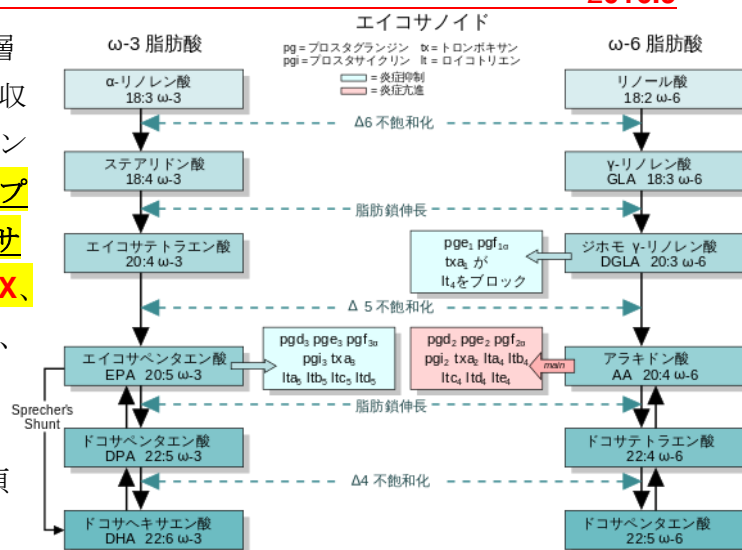 2016.6
エイコサノイド
層
収
ン
プ
サ
X、
、
ω-3 脂肪酸
pg = プロスタグランジン tx = トロンボキサン
pgi = プロスタサイクリン lt = ロイコトリエン
= 炎症抑制
= 炎症亢進
ω-6 脂肪酸
α-リノレン酸
18:3 ω-3
リノール酸
18:2 ω-6
Δ6 不飽和化
ステアリドン酸
18:4 ω-3
γ-リノレン酸
GLA 18:3 ω-6
脂肪鎖伸長
エイコサテトラエン酸
20:4 ω-3
pge₁ pgf₁α
txa₁ が
lt₄をブロック
ジホモ γ-リノレン酸
DGLA 20:3 ω-6
Δ 5 不飽和化
エイコサペンタエン酸
EPA 20:5 ω-3
pgd₃ pge₃ pgf₃α
pgi₃ txa₃
lta₅ ltb₅ ltc₅ ltd₅
pgd₂ pge₂ pgf₂α
pgi₂ txa₂ lta₄ ltb₄
ltc₄ ltd₄ lte₄
main
アラキドン酸
AA 20:4 ω-6
脂肪鎖伸長
Sprecher's
Shunt
ドコサペンタエン酸
DPA 22:5 ω-3
ドコサテトラエン酸
22:4 ω-6
Δ4 不飽和化
ドコサヘキサエン酸
DHA 22:6 ω-3
ドコサペンタエン酸
22:5 ω-6